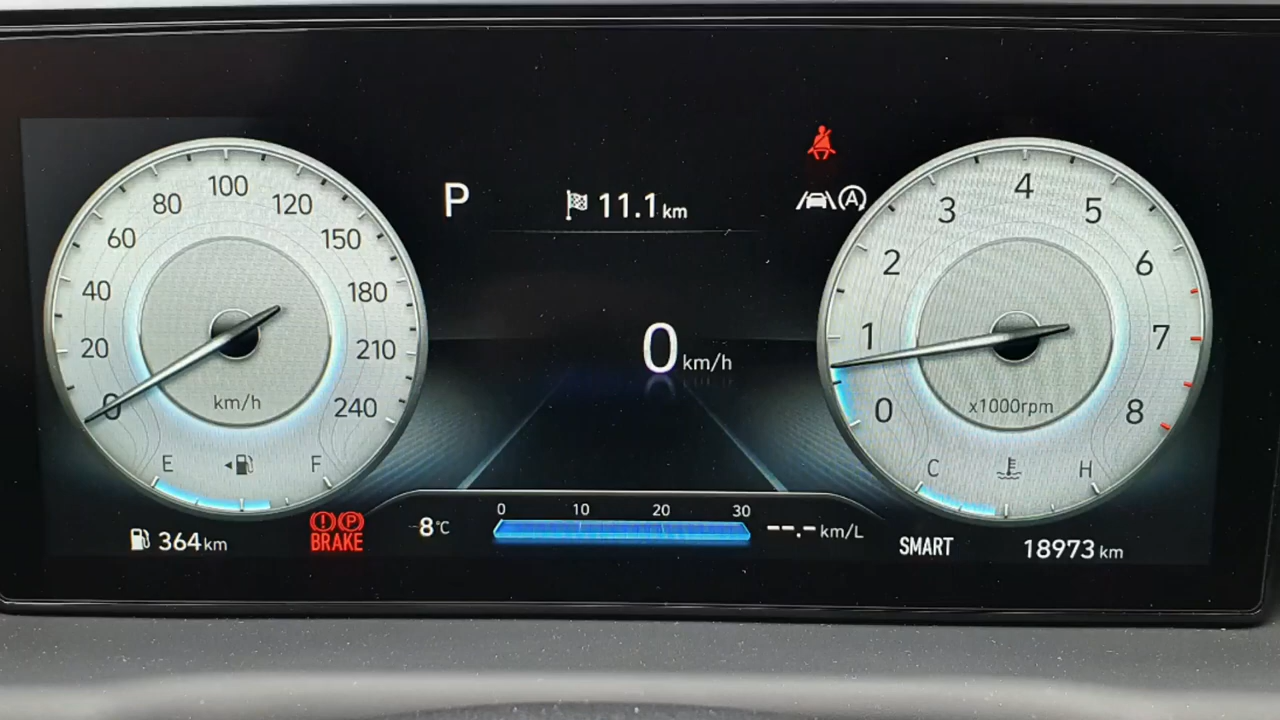 100
80
120
60
150
40
180
20
210
0
240
km/h
E
F
364 km
P
11.1 km
A
0 km/h
BRAKE
P
-8°C
0 10 20 30
--.- km/L
4
3
5
2
6
1
7
0
8
x1000rpm
C
H
SMART
18973 km